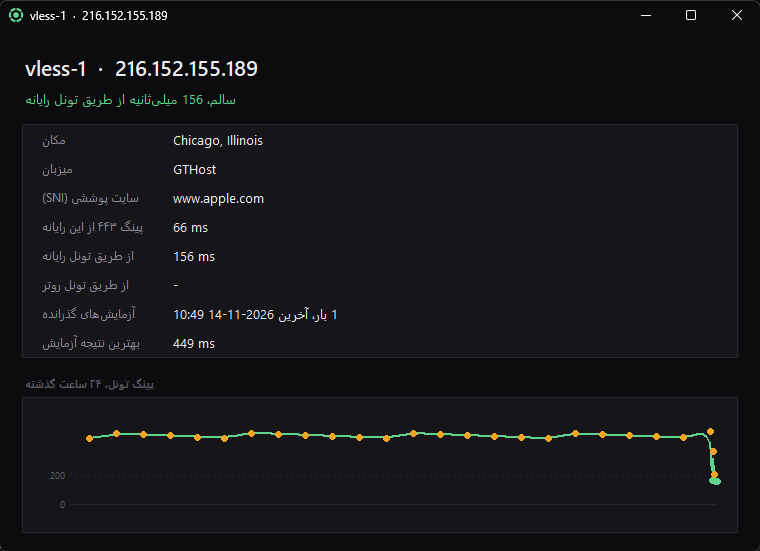 vless-1 · 216.152.155.189
vless-1 · 216.152.155.189
سالم، 156 میلی‌ثانیه از طریق تونل رایانه
مکان Chicago, Illinois
میزبان GTHost
سایت پوششی (SNI) www.apple.com
پینگ ۴۴۳ از این رایانه 66 ms
از طریق تونل رایانه 156 ms
از طریق تونل روتر -
آزمایش‌های گذرانده 1 بار، آخرین 2026-11-14 10:49
بهترین نتیجه آزمایش 449 ms
پینگ تونل، ۲۴ ساعت گذشته
200
0